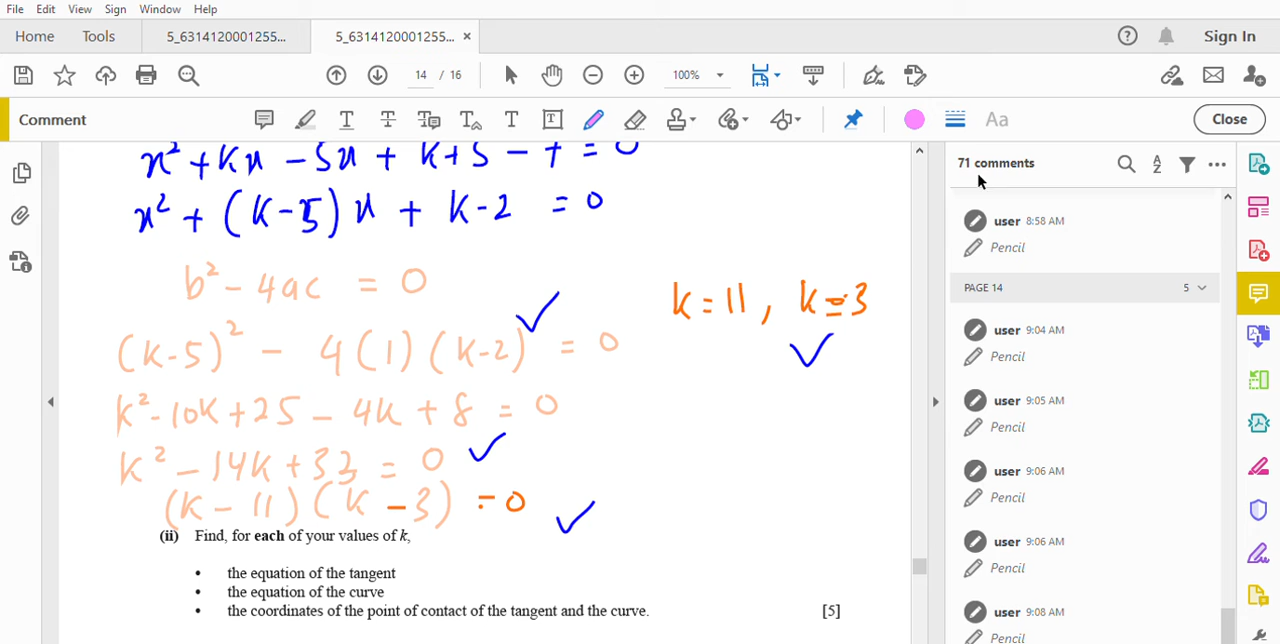 File Edit View Sign Window Help
Home Tools 5_6314120001255... 5_6314120001255... ×
14 / 16 100% Sign In
Comment Aa Close
x² + kx - 5x + k + 5 - 7 = 0
x² + (k-5)x + k-2 = 0
b² - 4ac = 0
(k-5)² - 4(1)(k-2) = 0
k² - 10k + 25 - 4k + 8 = 0
k² - 14k + 33 = 0
(k - 11)(k - 3) = 0
k = 11, k = 3
(ii) Find, for each of your values of k,
• the equation of the tangent
• the equation of the curve
• the coordinates of the point of contact of the tangent and the curve. [5]
71 comments
user 8:58 AM
Pencil
PAGE 14 5
user 9:04 AM
Pencil
user 9:05 AM
Pencil
user 9:06 AM
Pencil
user 9:06 AM
Pencil
user 9:08 AM
Pencil